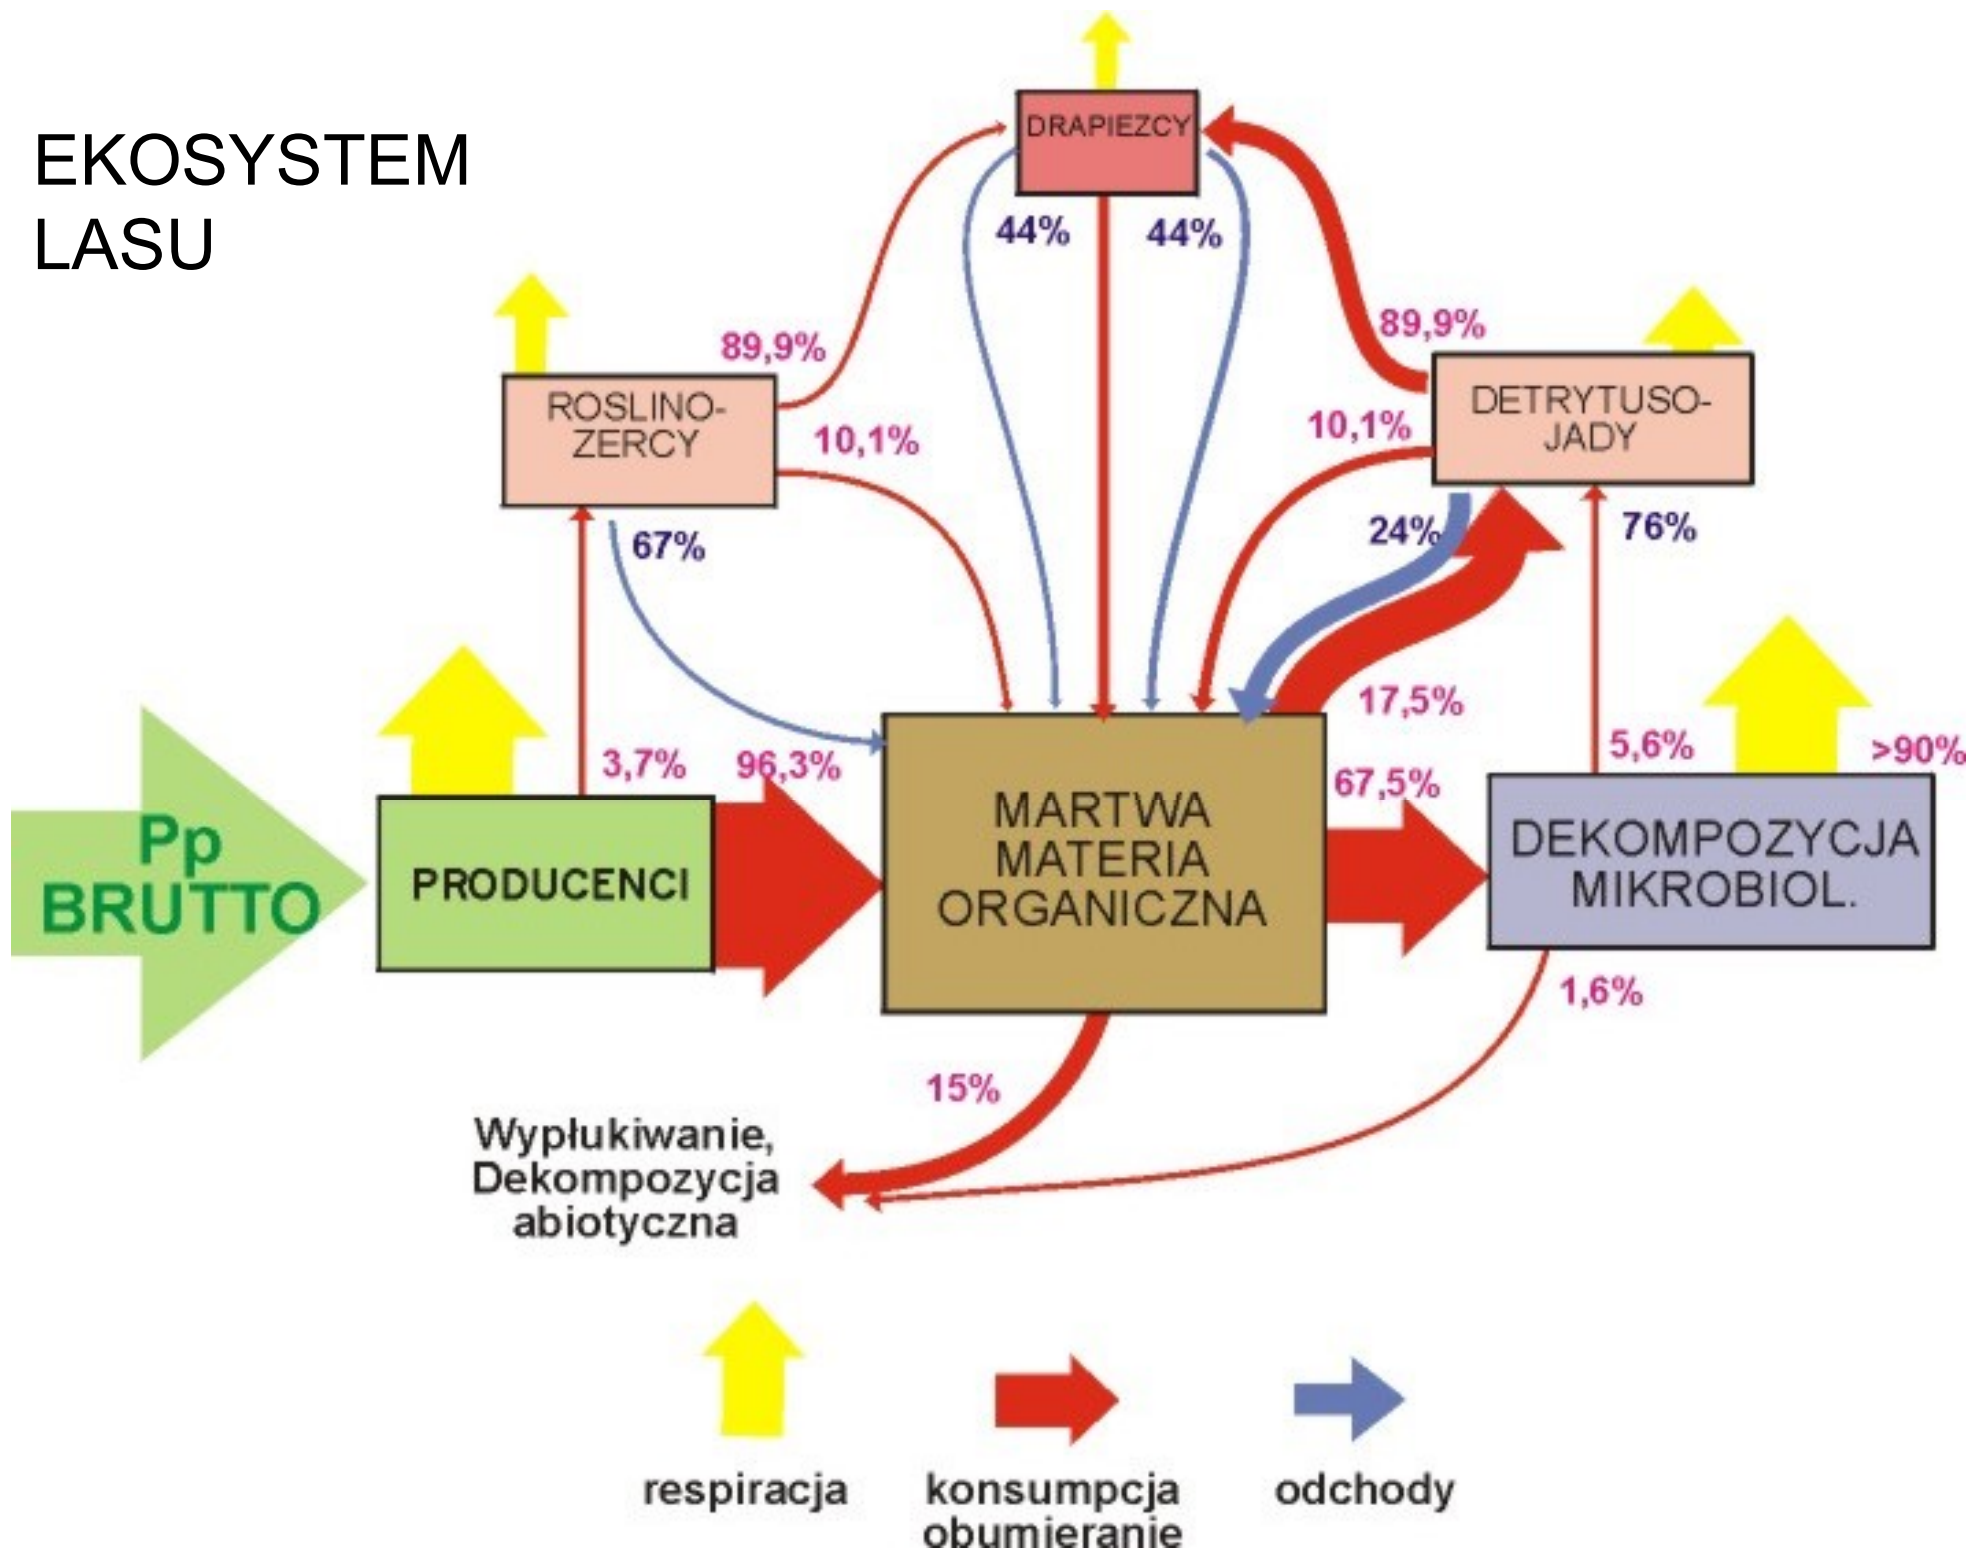 EKOSYSTEM
LASU
DRAPIEZCY
44%
44%
89,9%
89,9%
ROSLINO-
ZERCY
10,1%
10,1%
DETRYTUSO-
JADY
67%
24%
76%
3,7%
96,3%
17,5%
67,5%
5,6%
>90%
Pp
BRUTTO
PRODUCENCI
MARTWA
MATERIA
ORGANICZNA
DEKOMPOZYCJA
MIKROBIOL.
1,6%
15%
Wypłukiwanie,
Dekompozycja
abiotyczna
respiracja
konsumpcja
obumieranie
odchody